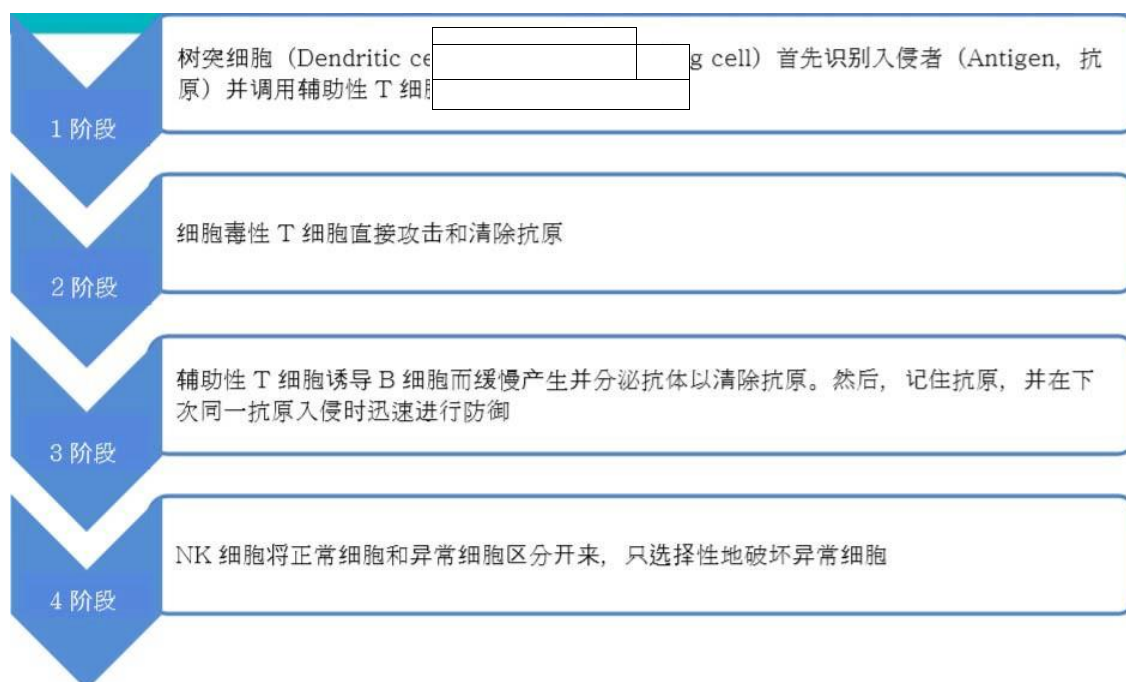 树突细胞（Dendritic g cell）首先识别入侵者（Antigen，抗
原）并调用辅助性 T
1 阶段
细胞毒性 T 细胞直接攻击和清除抗原
2 阶段
辅助性 T 细胞诱导 B 细胞而缓慢产生并分泌抗体以清除抗原。然后，记住抗原，并在下
次同一抗原入侵时迅速进行防御
3 阶段
NK 细胞将正常细胞和异常细胞区分开来，只选择性地破坏异常细胞
4 阶段